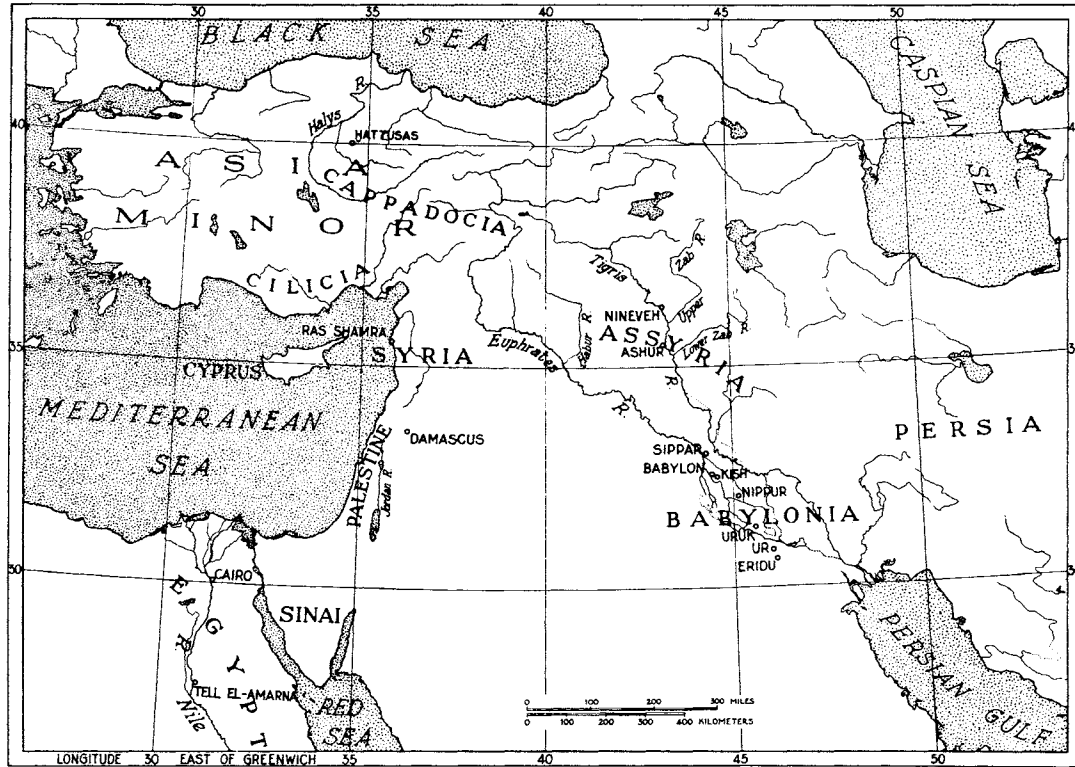 30 35 40 45 50
BLACK SEA
CASPIAN SEA
40
Halys R.
HATTUSAS
ASIA MINOR
CAPPADOCIA
CILICIA
Tigris R.
Upper Zab R.
NINEVEH
RAS SHAMRA
Euphrates R.
ASSYRIA
Lower Zab R.
ASHUR
35
SYRIA
CYPRUS
MEDITERRANEAN SEA
DAMASCUS
PERSIA
PALESTINE
Jordan R.
SIPPAR
BABYLON
KISH
NIPPUR
BABYLONIA
URUK
UR
ERIDU
30
CAIRO
EGYPT
SINAI
PERSIAN GULF
TELL EL-AMARNA
Nile R.
RED SEA
0 100 200 300 MILES
0 100 200 300 400 KILOMETERS
LONGITUDE 30 EAST OF GREENWICH 35 40 45 50